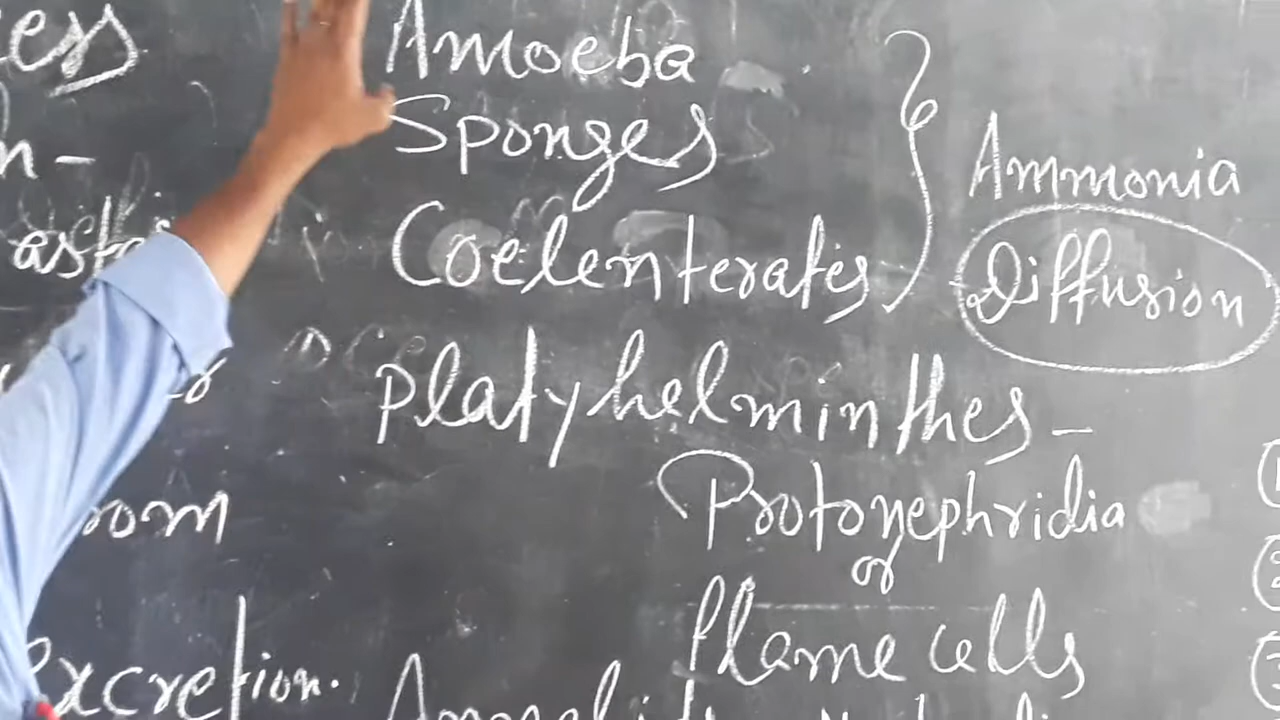 Amoeba
Sponges
Coelenterates
Ammonia
Diffusion
Platyhelminthes -
Protonephridia
or
flame cells
excretion.